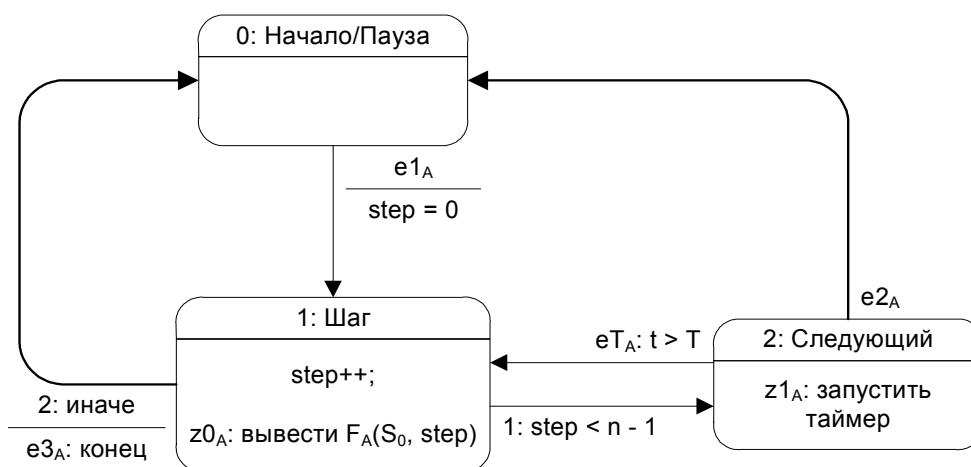 0: Начало/Пауза
e1A
step = 0
1: Шаг
step++;
z0A: вывести FA(S0, step)
2: иначе
e3A: конец
eTA: t > T
1: step < n - 1
e2A
2: Следующий
z1A: запустить
таймер